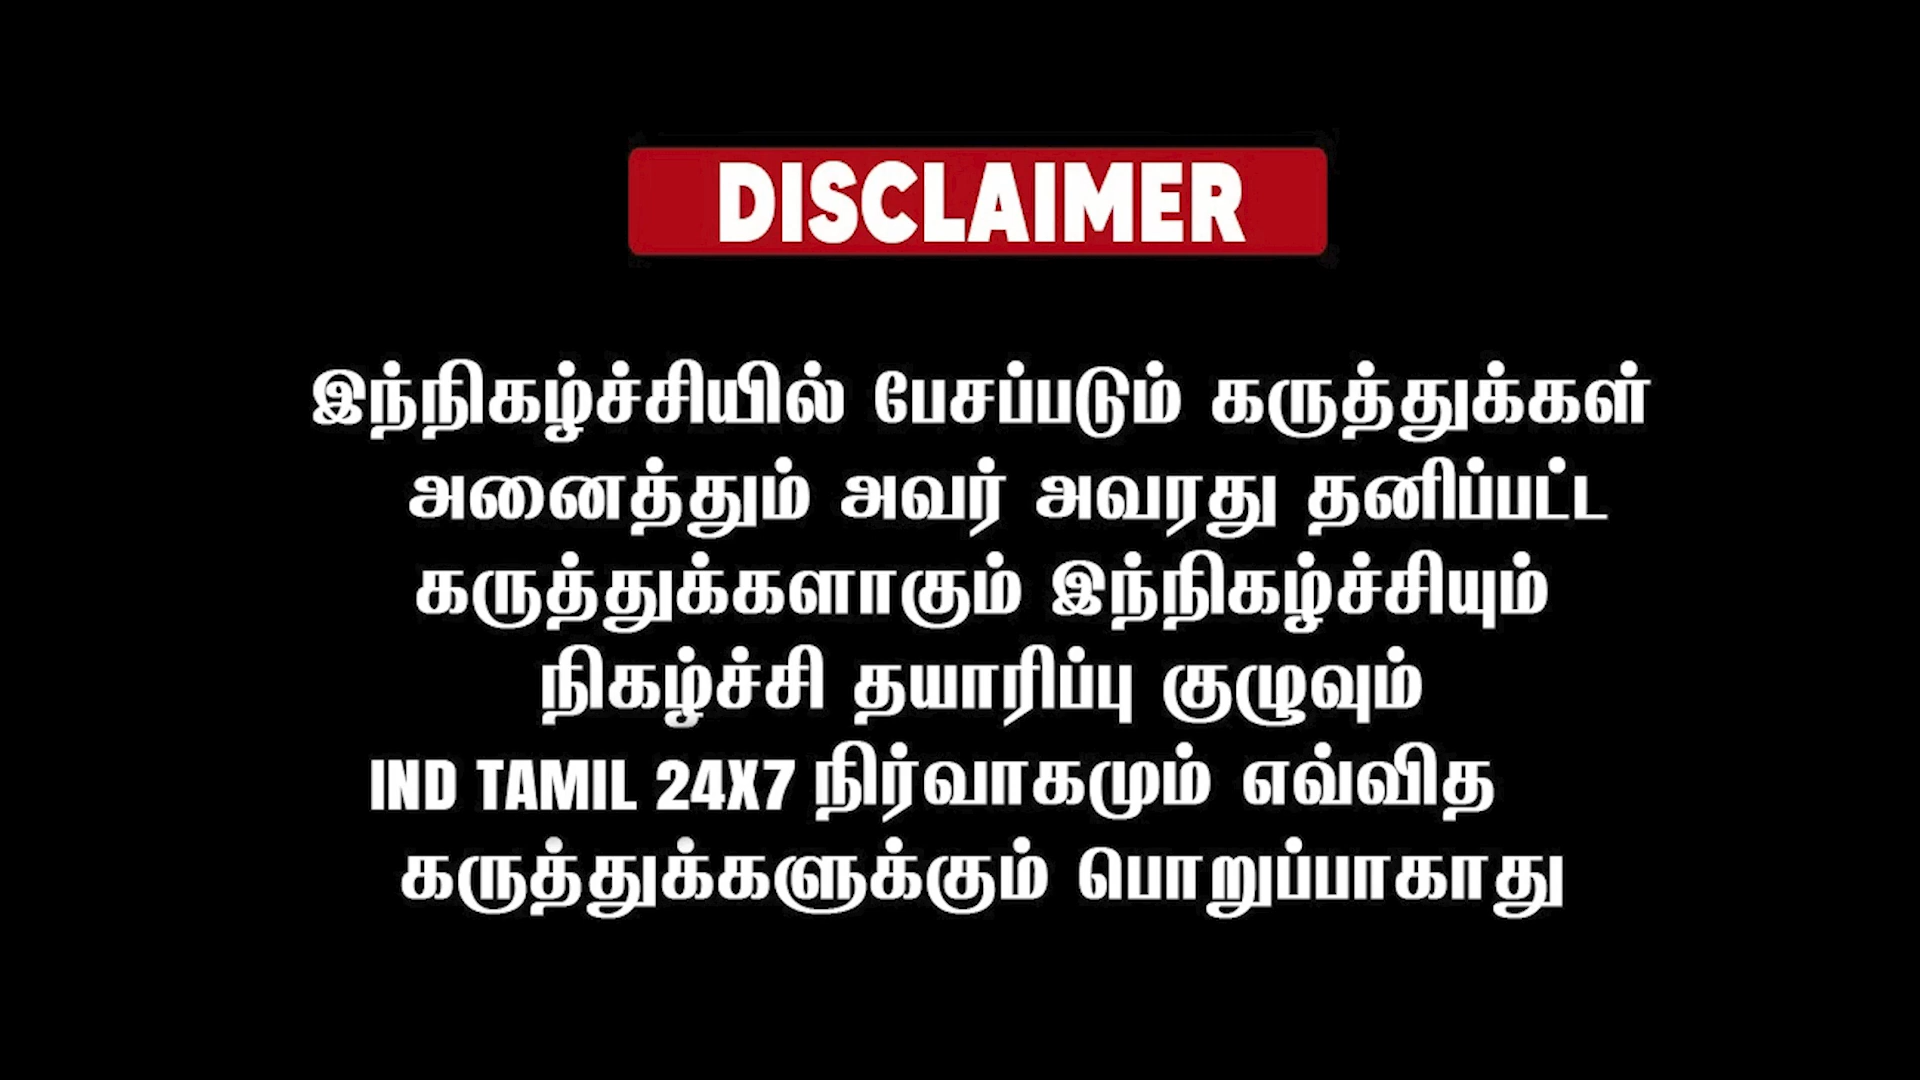 DISCLAIMER
இந்நிகழ்ச்சியில் பேசப்படும் கருத்துக்கள்
அனைத்தும் அவர் அவரது தனிப்பட்ட
கருத்துக்களாகும் இந்நிகழ்ச்சியும்
நிகழ்ச்சி தயாரிப்பு குழுவும்
IND TAMIL 24X7 நிர்வாகமும் எவ்வித
கருத்துக்களுக்கும் பொறுப்பாகாது